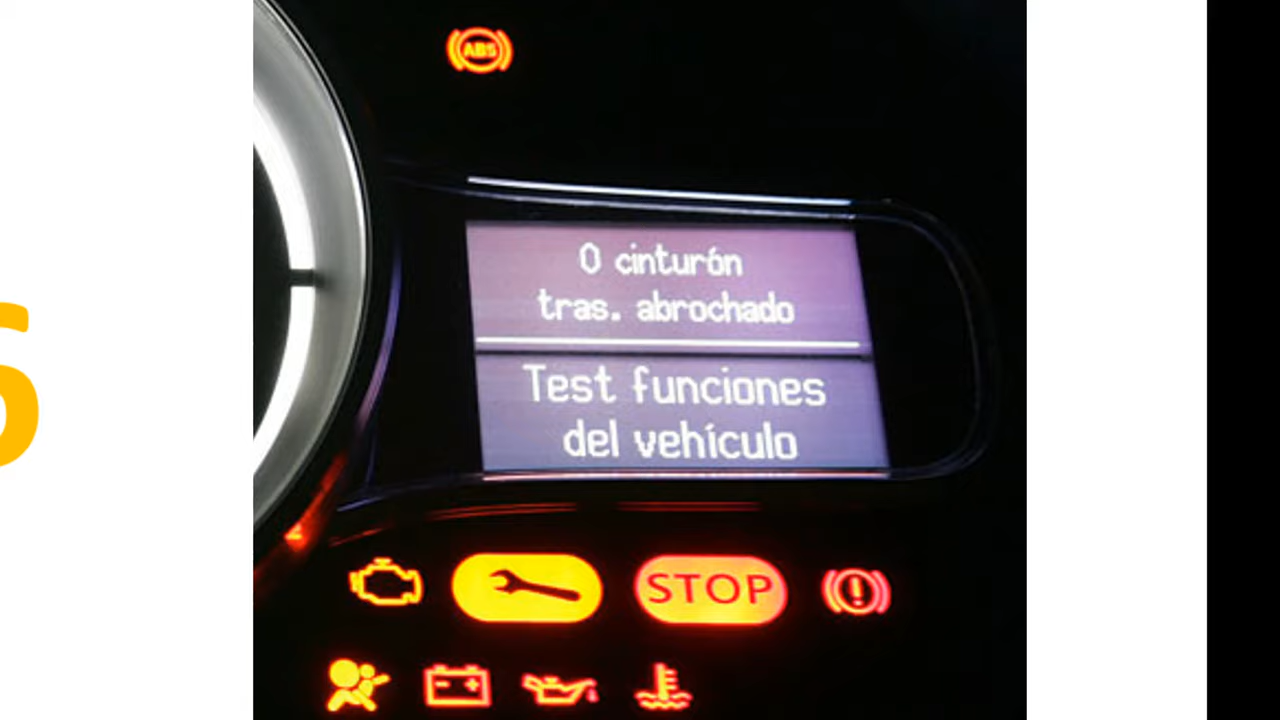 ABS
0 cinturón
tras. abrochado
Test funciones
del vehículo
STOP